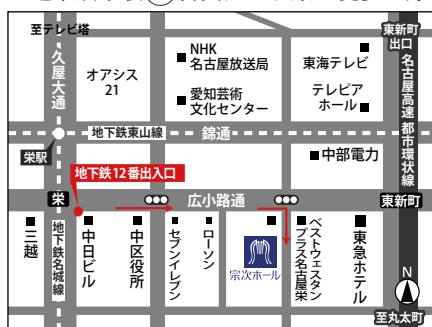 至テレビ塔
東新町
出口
久屋大通
オアシス
21
NHK
名古屋放送局
愛知芸術
文化センター
東海テレビ
テレピア
ホール
名古屋高速 都市環状線
地下鉄東山線
錦通
栄駅
中部電力
地下鉄12番出入口
栄
広小路通
東新町
三越
地下鉄名城線
中日ビル
中区役所
セブンイレブン
ローソン
宗次ホール
ベストウェスタン
プラス名古屋栄
東急ホテル
N
至丸太町